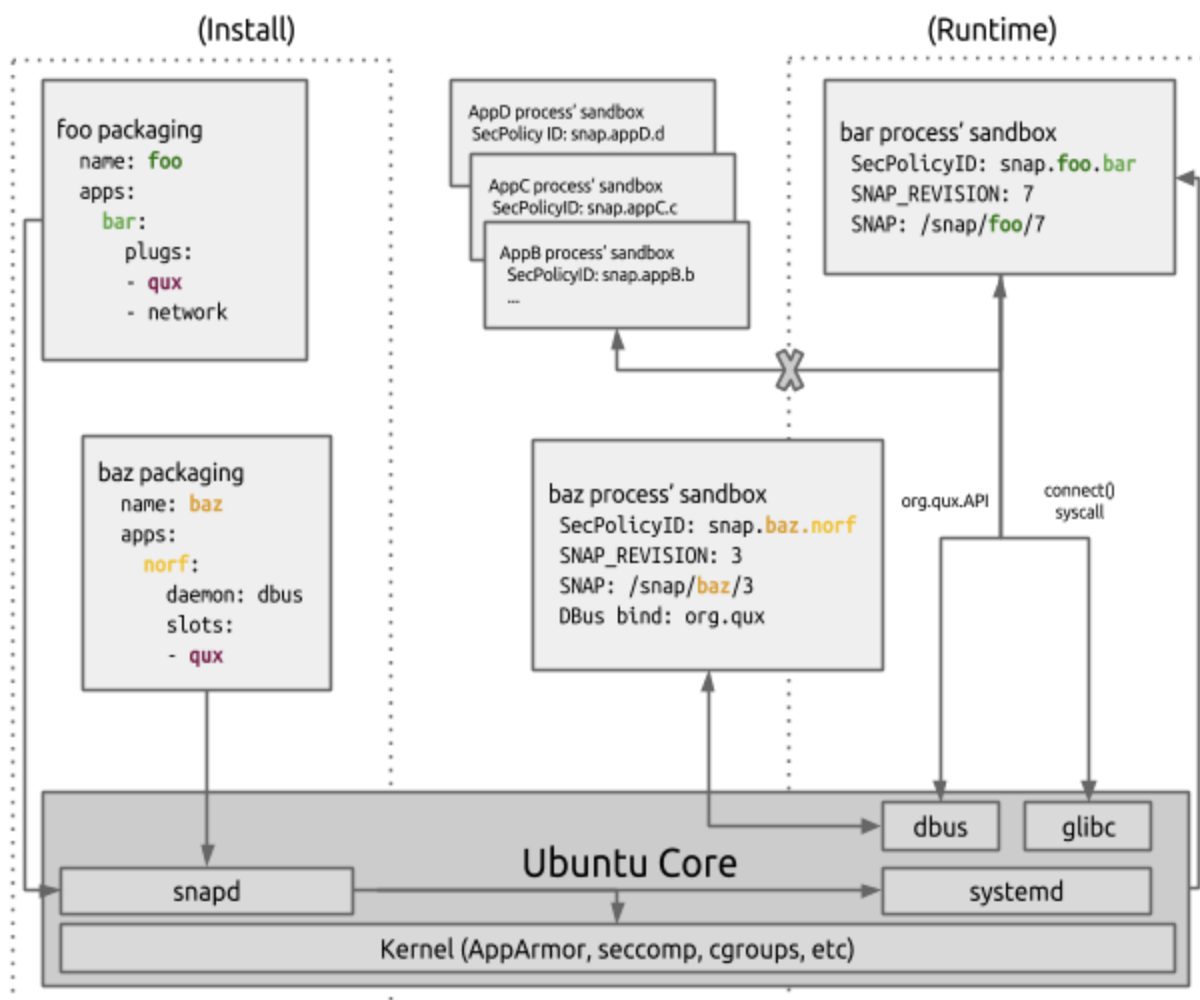 (Install)
(Runtime)
foo packaging
name: foo
apps:
bar:
plugs:
- qux
- network
baz packaging
name: baz
apps:
norf:
daemon: dbus
slots:
- qux
AppD process' sandbox
SecPolicy ID: snap.appD.d
AppC process' sandbox
SecPolicyID: snap.appC.c
AppB process' sandbox
SecPolicyID: snap.appB.b
...
bar process' sandbox
SecPolicyID: snap.foo.bar
SNAP_REVISION: 7
SNAP: /snap/foo/7
baz process' sandbox
SecPolicyID: snap.baz.norf
SNAP_REVISION: 3
SNAP: /snap/baz/3
DBus bind: org.qux
org.qux.API
connect()
syscall
dbus
glibc
Ubuntu Core
snapd
systemd
Kernel (AppArmor, seccomp, cgroups, etc)